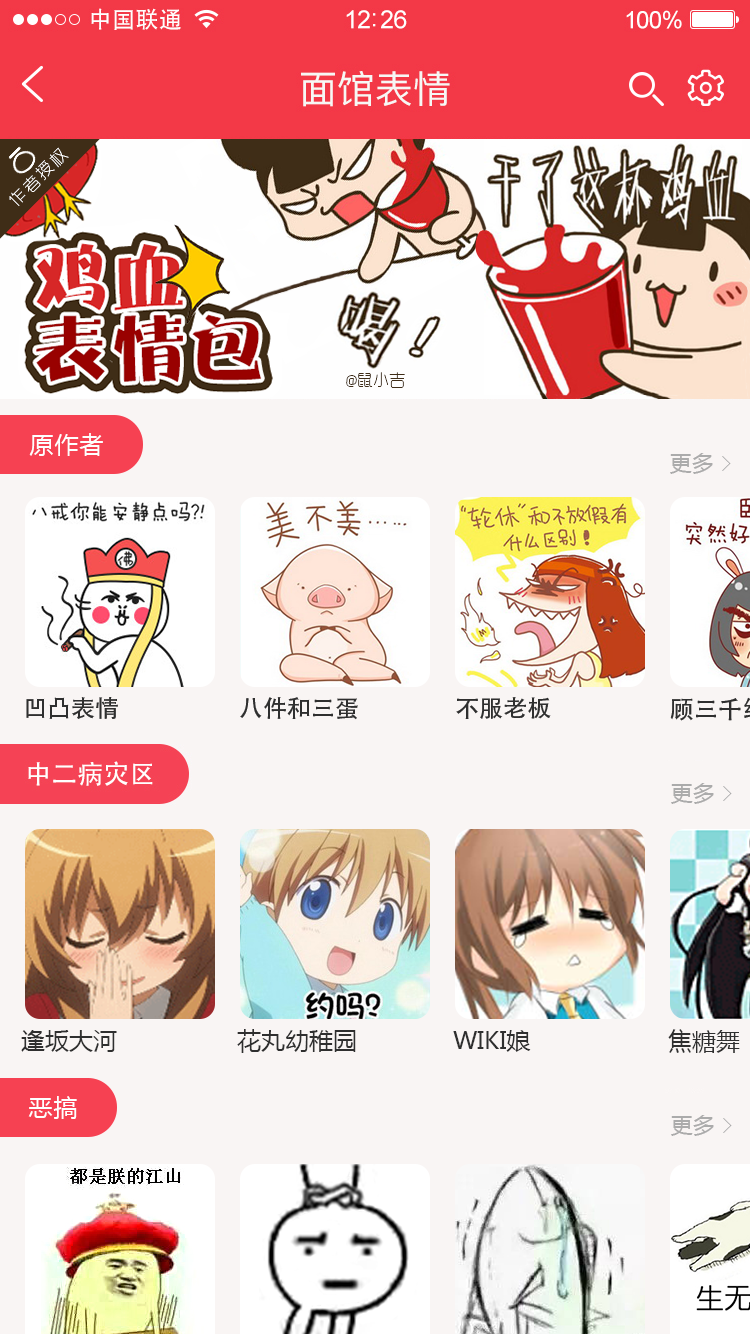 中国联通
12:26
100%
面馆表情
作者授权
干了这杯鸡血
鸡血
表情包
喝!
@鼠小吉
原作者
更多
八戒你能安静点吗?!
美不美……
“轮休”和不放假有
什么区别!
突然好
佛
凹凸表情
八件和三蛋
不服老板
顾三千
中二病灾区
更多
约吗?
逢坂大河
花丸幼稚园
WIKI娘
焦糖舞
恶搞
更多
都是朕的江山
生无